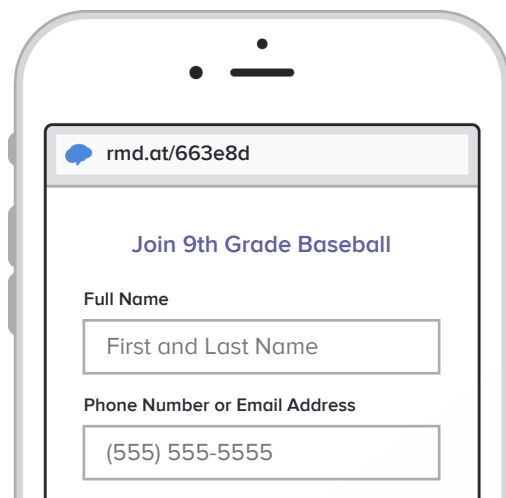 rmd.at/663e8d
Join 9th Grade Baseball
Full Name
First and Last Name
Phone Number or Email Address
(555) 555-5555